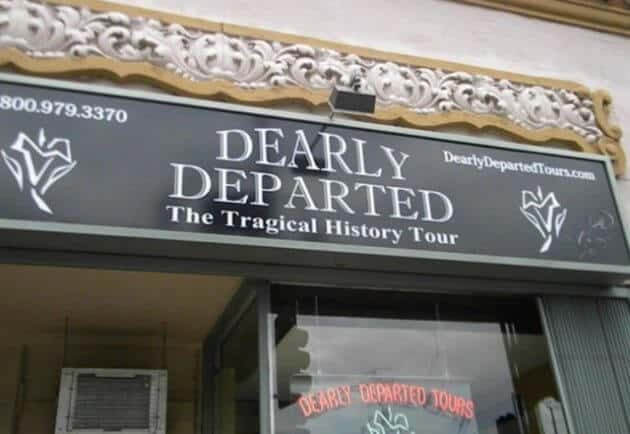 800.979.3370
DEARLY
DEPARTED
The Tragical History Tour
DearlyDepartedTours.com
DEARLY DEPARTED TOURS